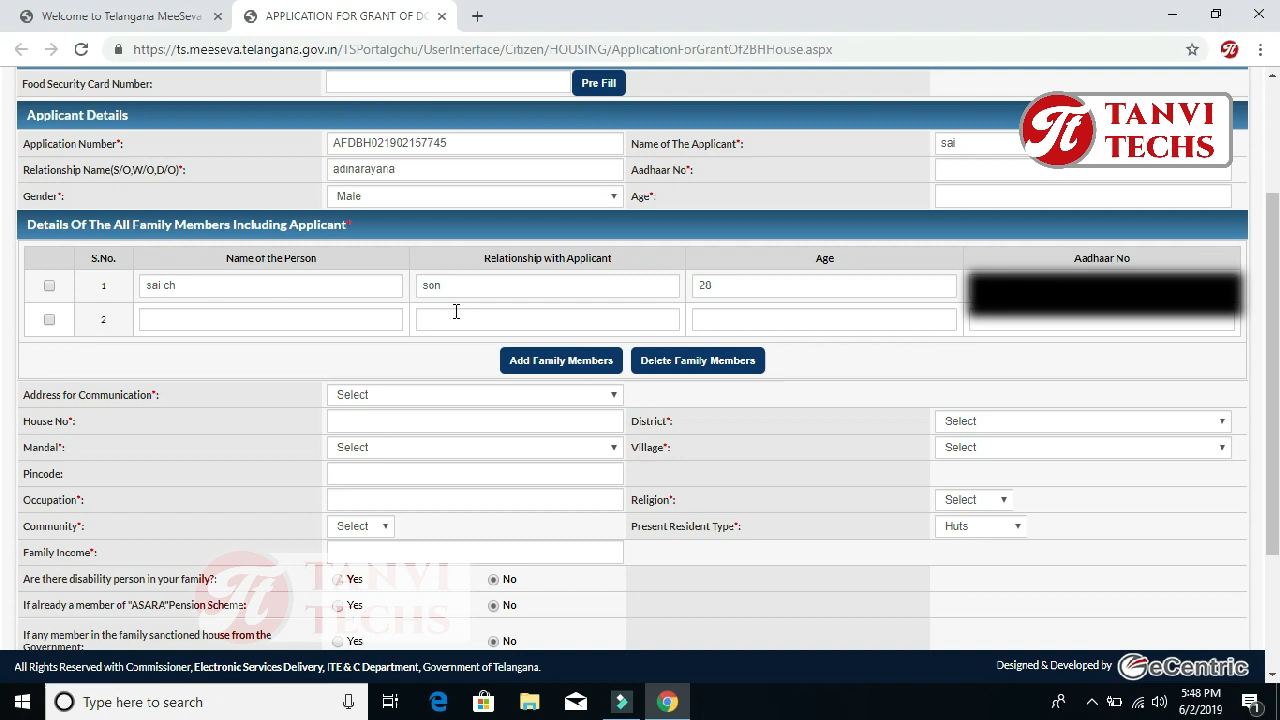 Welcome to Telangana MeeSeva
APPLICATION FOR GRANT OF DO
https://ts.meeseva.telangana.gov.in/TSPortalgchu/UserInterface/Citizen/HOUSING/ApplicationForGrantOf2BHHouse.aspx
Food Security Card Number:
Pre Fill
TANVI
TECHS
Applicant Details
Application Number*: AFDBH021902157745 Name of The Applicant*: sai
Relationship Name(S/O,W/O,D/O)*: adinarayana Aadhaar No*:
Gender*: Male Age*:
Details Of The All Family Members Including Applicant*
S.No. Name of the Person Relationship with Applicant Age Aadhaar No
1 sai ch son 28
2
Add Family Members Delete Family Members
Address for Communication*: Select
House No*: District*: Select
Mandal*: Select Village*: Select
Pincode:
Occupation*: Religion*: Select
Community*: Select Present Resident Type*: Huts
Family Income*:
Are there disability person in your family?: Yes No
If already a member of "ASARA"Pension Scheme: Yes No
If any member in the family sanctioned house from the
Government: Yes No
TANVI
TECHS
All Rights Reserved with Commissioner, Electronic Services Delivery, ITE & C Department, Government of Telangana.
Designed & Developed by eCentric
Type here to search
5:48 PM
6/2/2019
1